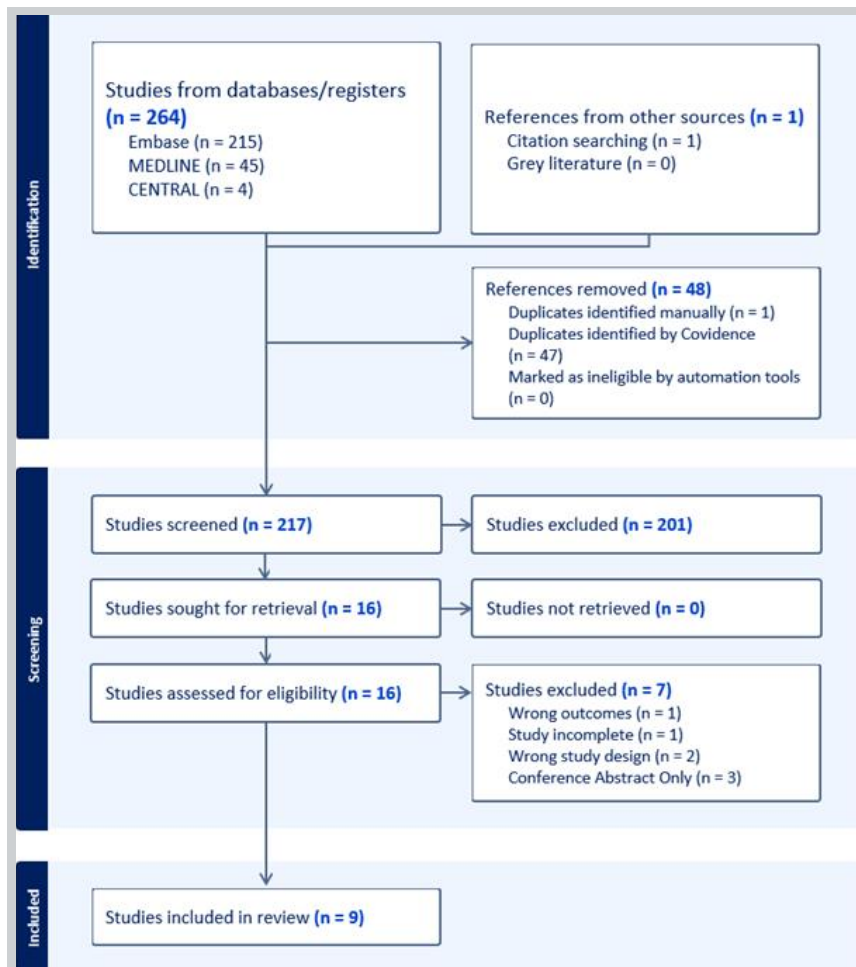 Identification
Studies from databases/registers
(n = 264)
Embase (n = 215)
MEDLINE (n = 45)
CENTRAL (n = 4)
References from other sources (n = 1)
Citation searching (n = 1)
Grey literature (n = 0)
References removed (n = 48)
Duplicates identified manually (n = 1)
Duplicates identified by Covidence
(n = 47)
Marked as ineligible by automation tools
(n = 0)
Screening
Studies screened (n = 217)
Studies excluded (n = 201)
Studies sought for retrieval (n = 16)
Studies not retrieved (n = 0)
Studies assessed for eligibility (n = 16)
Studies excluded (n = 7)
Wrong outcomes (n = 1)
Study incomplete (n = 1)
Wrong study design (n = 2)
Conference Abstract Only (n = 3)
Included
Studies included in review (n = 9)